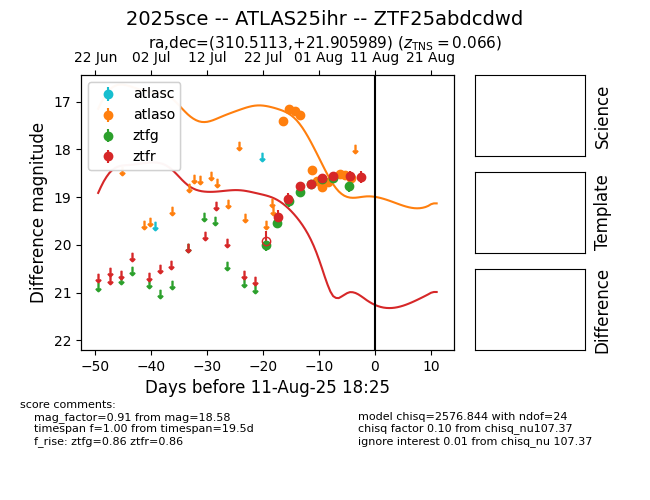 2025sce -- ATLAS25ihr -- ZTF25abdcdwd
ra,dec=(310.5113,+21.905989) (zTNS = 0.066)
22 Jun 02 Jul 12 Jul 22 Jul 01 Aug 11 Aug 21 Aug
atlasc
atlaso
ztfg
ztfr
17
18
19
20
21
22
Difference magnitude
−50 −40 −30 −20 −10 0 10
Days before 11-Aug-25 18:25
Science
Template
Difference
score comments:
mag_factor=0.91 from mag=18.58
timespan f=1.00 from timespan=19.5d
f_rise: ztfg=0.86 ztfr=0.86
model chisq=2576.844 with ndof=24
chisq factor 0.10 from chisq_nu107.37
ignore interest 0.01 from chisq_nu 107.37